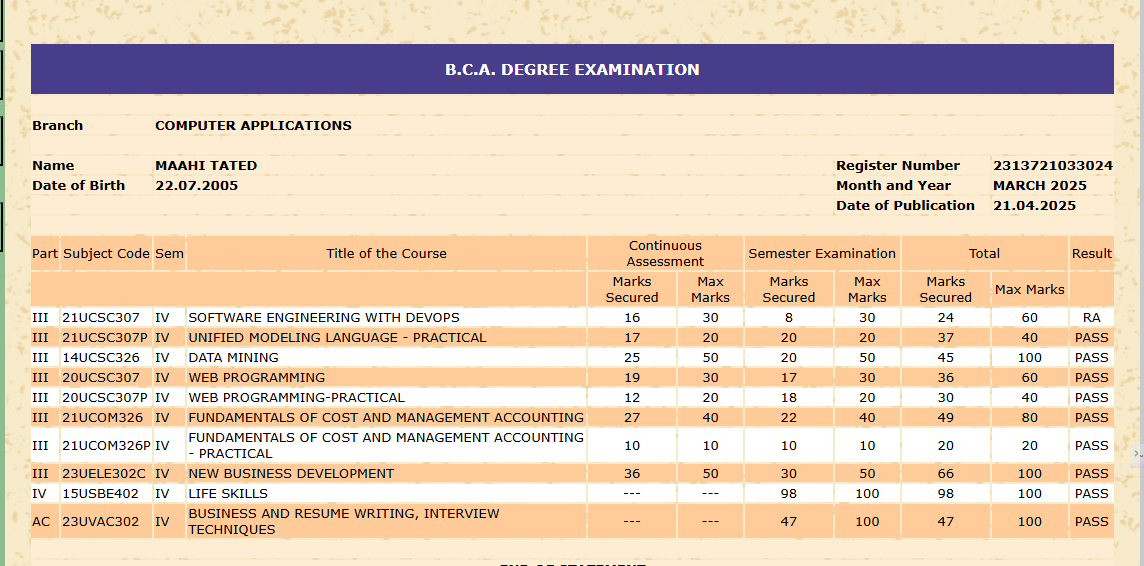 B.C.A. DEGREE EXAMINATION
Branch COMPUTER APPLICATIONS
Name MAAHI TATED Register Number 2313721033024
Date of Birth 22.07.2005 Month and Year MARCH 2025
Date of Publication 21.04.2025
Part Subject Code Sem Title of the Course Continuous Assessment Semester Examination Total Result
Marks Secured Max Marks Marks Secured Max Marks Marks Secured Max Marks
III 21UCSC307 IV SOFTWARE ENGINEERING WITH DEVOPS 16 30 8 30 24 60 RA
III 21UCSC307P IV UNIFIED MODELING LANGUAGE - PRACTICAL 17 20 20 20 37 40 PASS
III 14UCSC326 IV DATA MINING 25 50 20 50 45 100 PASS
III 20UCSC307 IV WEB PROGRAMMING 19 30 17 30 36 60 PASS
III 20UCSC307P IV WEB PROGRAMMING-PRACTICAL 12 20 18 20 30 40 PASS
III 21UCOM326 IV FUNDAMENTALS OF COST AND MANAGEMENT ACCOUNTING 27 40 22 40 49 80 PASS
III 21UCOM326P IV FUNDAMENTALS OF COST AND MANAGEMENT ACCOUNTING - PRACTICAL 10 10 10 10 20 20 PASS
III 23UELE302C IV NEW BUSINESS DEVELOPMENT 36 50 30 50 66 100 PASS
IV 15USBE402 IV LIFE SKILLS --- --- 98 100 98 100 PASS
AC 23UVAC302 IV BUSINESS AND RESUME WRITING, INTERVIEW TECHNIQUES --- --- 47 100 47 100 PASS